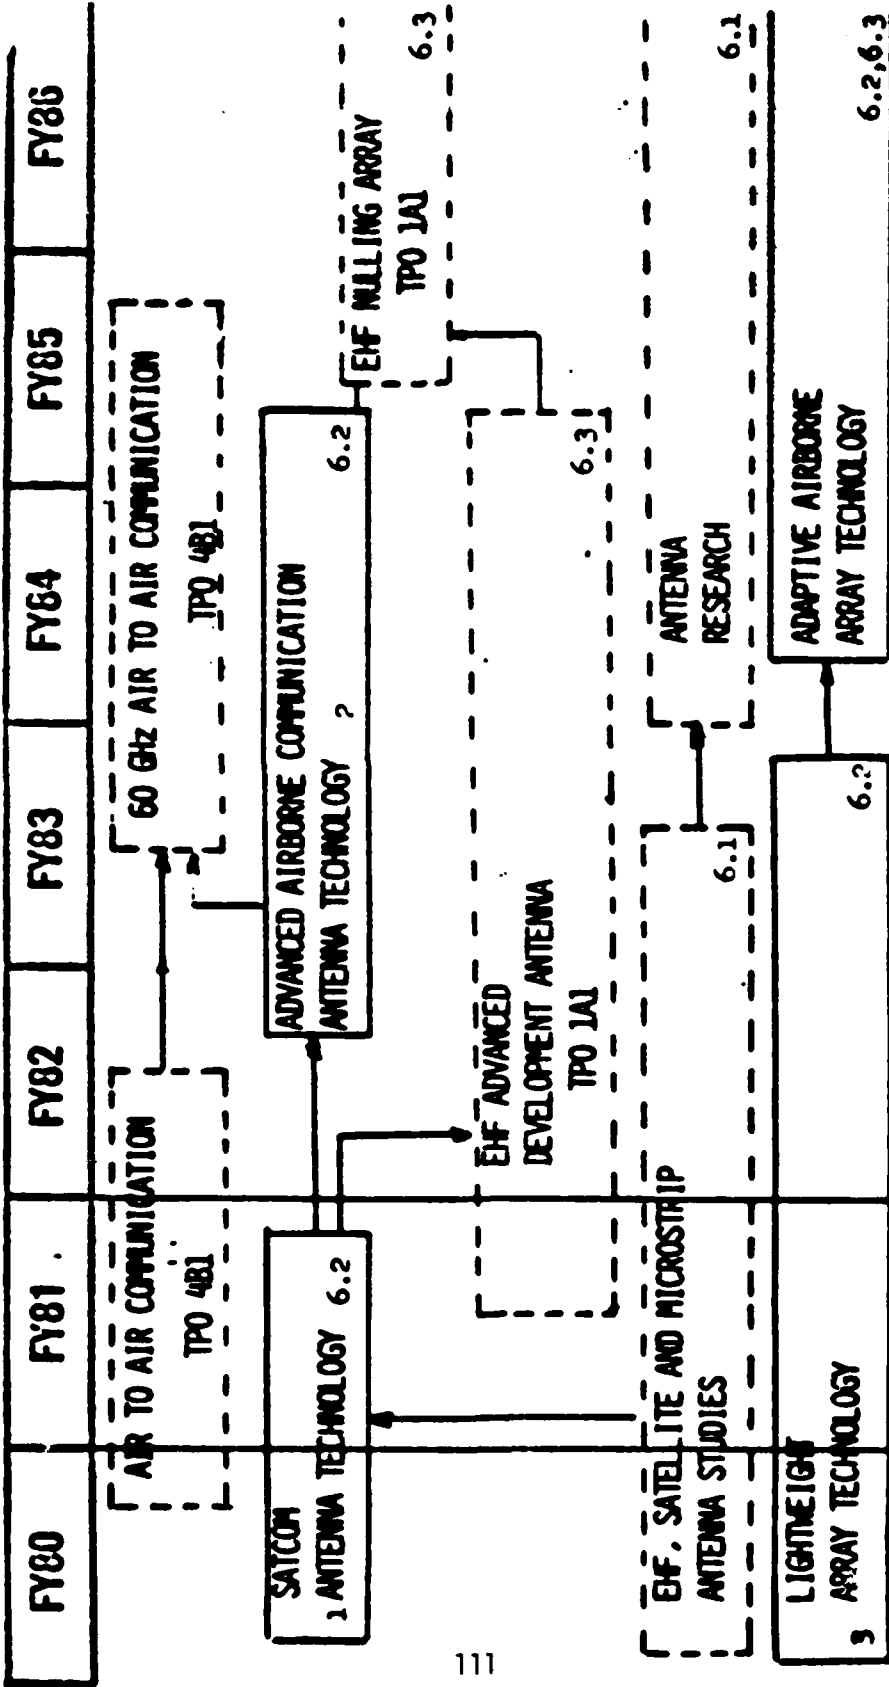 FY80 FY81 FY82 FY83 FY84 FY85 FY86
AIR TO AIR COMMUNICATION
TPO 4B1
60 GHz AIR TO AIR COMMUNICATION
TPO 4B1
SATCOM
1 ANTENNA TECHNOLOGY 6.2
ADVANCED AIRBORNE COMMUNICATION
ANTENNA TECHNOLOGY 2
6.2
EHF NULLING ARRAY
TPO 1A1
6.3
EHF ADVANCED
DEVELOPMENT ANTENNA
TPO 1A1
6.3
EHF, SATELLITE AND MICROSTRIP
ANTENNA STUDIES
6.1
ANTENNA
RESEARCH
6.1
LIGHTWEIGHT
ARRAY TECHNOLOGY
3
6.2
ADAPTIVE AIRBORNE
ARRAY TECHNOLOGY
6.2,6.3
111